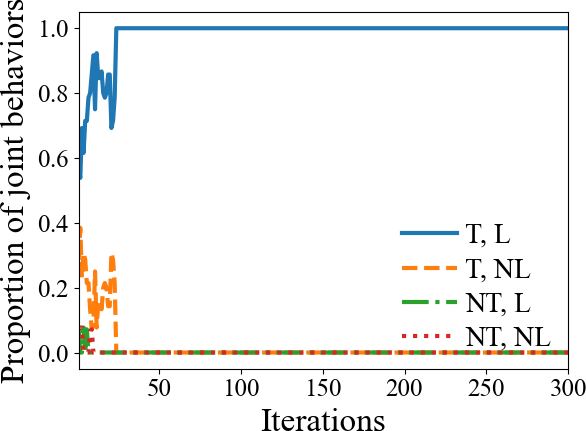 Proportion of joint behaviors
1.0
0.8
0.6
0.4
0.2
0.0
T, L
T, NL
NT, L
NT, NL
50 100 150 200 250 300
Iterations